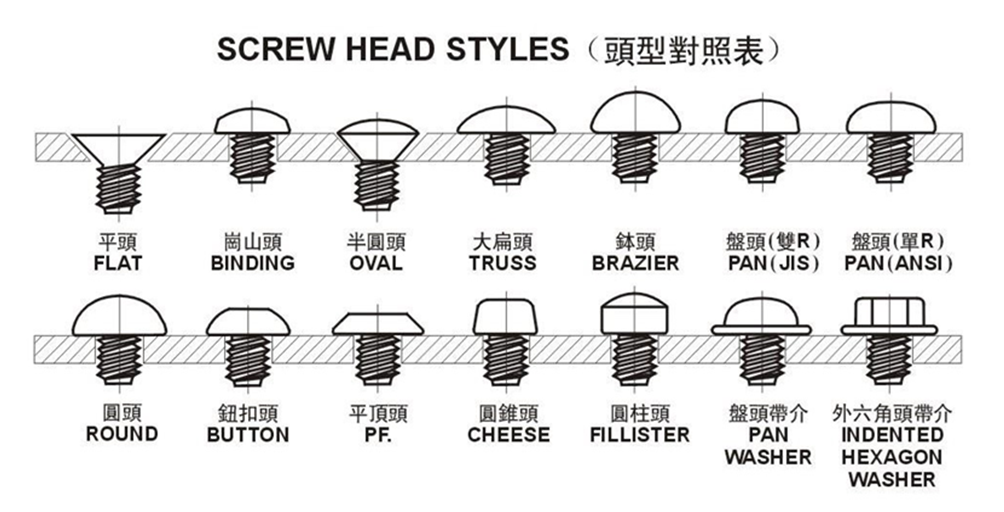 SCREW HEAD STYLES（頭型對照表）
平頭
FLAT
崗山頭
BINDING
半圓頭
OVAL
大扁頭
TRUSS
鉢頭
BRAZIER
盤頭(雙R)
PAN(JIS)
盤頭(單R)
PAN(ANSI)
圓頭
ROUND
鈕扣頭
BUTTON
平頂頭
PF.
圓錐頭
CHEESE
圓柱頭
FILLISTER
盤頭帶介
PAN
WASHER
外六角頭帶介
INDENTED
HEXAGON
WASHER